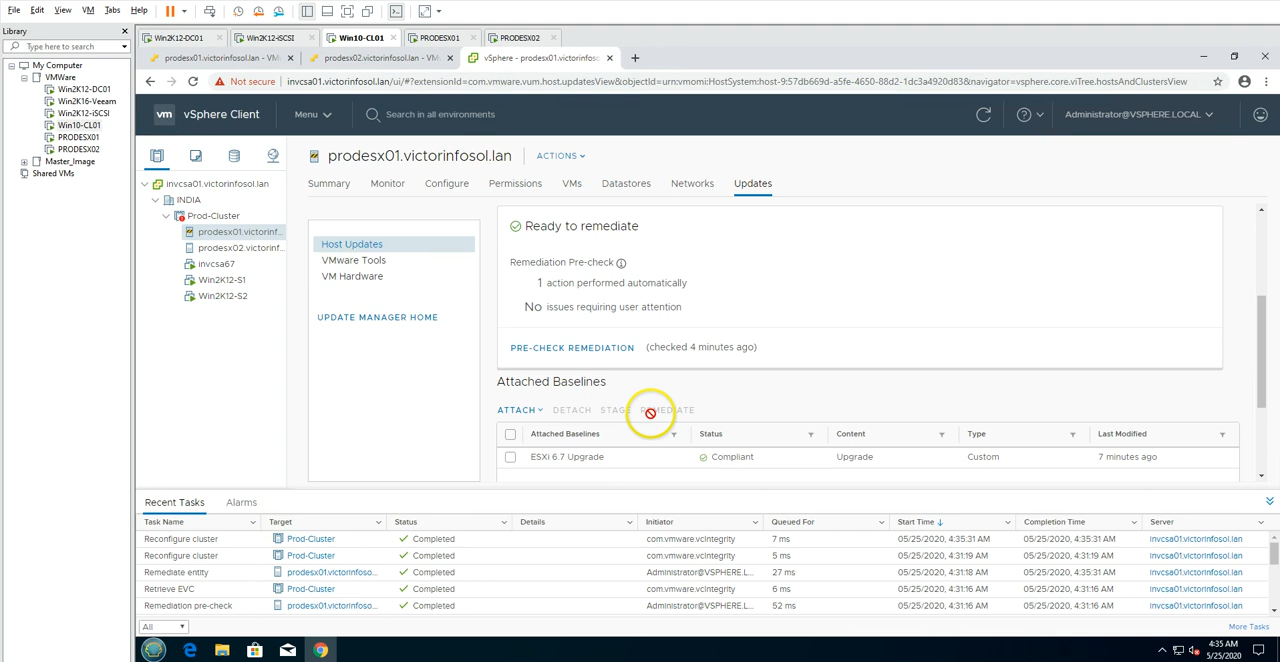 File Edit View VM Tabs Help
Library
Type here to search
My Computer
VMWare
Win2K12-DC01
Win2K16-Veeam
Win2K12-iSCSI
Win10-CL01
PRODESX01
PRODESX02
Master_Image
Shared VMs
Win2K12-DC01 Win2K12-iSCSI Win10-CL01 PRODESX01 PRODESX02
prodesx01.victorinfosol.lan - VM prodesx02.victorinfosol.lan - VM vSphere - prodesx01.victorinfos
Not secure invcsa01.victorinfosol.lan/ui/#?extensionId=com.vmware.vum.host.updatesView&objectId=urn:vmomi:HostSystem:host-9:57db669d-a5fe-4650-88d2-1dc3a4920d838&navigator=vsphere.core.viTree.hostsAndClustersView
vm vSphere Client Menu Search in all environments Administrator@VSPHERE.LOCAL
invcsa01.victorinfosol.lan
INDIA
Prod-Cluster
prodesx01.victorinf...
prodesx02.victorinf...
invcsa67
Win2K12-S1
Win2K12-S2
prodesx01.victorinfosol.lan ACTIONS
Summary Monitor Configure Permissions VMs Datastores Networks Updates
Host Updates
VMware Tools
VM Hardware
UPDATE MANAGER HOME
Ready to remediate
Remediation Pre-check
1 action performed automatically
No issues requiring user attention
PRE-CHECK REMEDIATION (checked 4 minutes ago)
Attached Baselines
ATTACH DETACH STAGE REMEDIATE
Attached Baselines Status Content Type Last Modified
ESXi 6.7 Upgrade Compliant Upgrade Custom 7 minutes ago
Recent Tasks Alarms
Task Name Target Status Details Initiator Queued For Start Time Completion Time Server
Reconfigure cluster Prod-Cluster Completed com.vmware.vcIntegrity 7 ms 05/25/2020, 4:35:31 AM 05/25/2020, 4:35:31 AM invcsa01.victorinfosol.lan
Reconfigure cluster Prod-Cluster Completed com.vmware.vcIntegrity 5 ms 05/25/2020, 4:31:19 AM 05/25/2020, 4:31:19 AM invcsa01.victorinfosol.lan
Remediate entity prodesx01.victorinfoso... Completed Administrator@VSPHERE.L... 27 ms 05/25/2020, 4:31:18 AM 05/25/2020, 4:35:31 AM invcsa01.victorinfosol.lan
Retrieve EVC Prod-Cluster Completed com.vmware.vcIntegrity 6 ms 05/25/2020, 4:31:16 AM 05/25/2020, 4:31:16 AM invcsa01.victorinfosol.lan
Remediation pre-check prodesx01.victorinfoso... Completed Administrator@VSPHERE.L... 52 ms 05/25/2020, 4:31:16 AM 05/25/2020, 4:31:16 AM invcsa01.victorinfosol.lan
All More Tasks
4:35 AM
5/25/2020